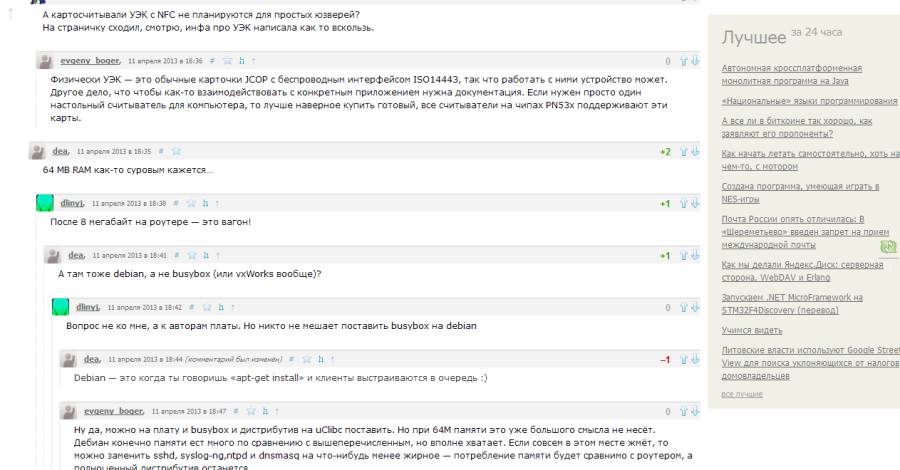 А картосчитывали УЭК с NFC не планируются для простых юзверей?
На страничку сходил, смотрю, инфа про УЭК написала как то вскользь.
evgeny_boger, 11 апреля 2013 в 18:36 # h ↑ 0
Физически УЭК — это обычные карточки JCOP с беспроводным интерфейсом ISO14443, так что работать с ними устройство может.
Другое дело, что чтобы как-то взаимодействовать с конкретным приложением нужна документация. Если нужен просто один
настольный считыватель для компьютера, то лучше наверное купить готовый, все считыватели на чипах PN53x поддерживают эти
карты.
dea, 11 апреля 2013 в 18:35 # +2
64 MB RAM как-то суровым кажется...
dlinyj, 11 апреля 2013 в 18:38 # h ↑ +1
После 8 мегабайт на роутере — это вагон!
dea, 11 апреля 2013 в 18:41 # h ↑ +1
А там тоже debian, а не busybox (или vxWorks вообще)?
dlinyj, 11 апреля 2013 в 18:42 # h ↑ 0
Вопрос не ко мне, а к авторам платы. Но никто не мешает поставить busybox на debian
dea, 11 апреля 2013 в 18:44 (комментарий был изменён) # h ↑ −1
Debian — это когда ты говоришь «apt-get install» и клиенты выстраиваются в очередь :)
evgeny_boger, 11 апреля 2013 в 18:47 # h ↑ 0
Ну да, можно на плату и busybox и дистрибутив на uClibc поставить. Но при 64М памяти это уже большого смысла не несёт.
Дебиан конечно памяти ест много по сравнению с вышеперечисленным, но вполне хватает. Если совсем в этом месте жмёт, то
можно заменить sshd, syslog-ng,ntpd и dnsmasq на что-нибудь менее жирное — потребление памяти будет сравнимо с роутером, а
полноценный дистрибутив останется.
Лучшее за 24 часа
Автономная кроссплатформенная
монолитная программа на Java
«Национальные» языки программирования
А все ли в биткоине так хорошо, как
заявляют его пропоненты?
Как начать летать самостоятельно, хоть на
чем-то, с мотором
Создана программа, умеющая играть в
NES-игры
Почта России опять отличилась: В
«Шереметьево» введен запрет на прием
международной почты
Как мы делали Яндекс.Диск: серверная
сторона, WebDAV и Erlang
Запускаем .NET MicroFramework на
STM32F4Discovery (перевод)
Учимся видеть
Литовские власти используют Google Street
View для поиска уклоняющихся от налогов
домовладельцев
все лучшие